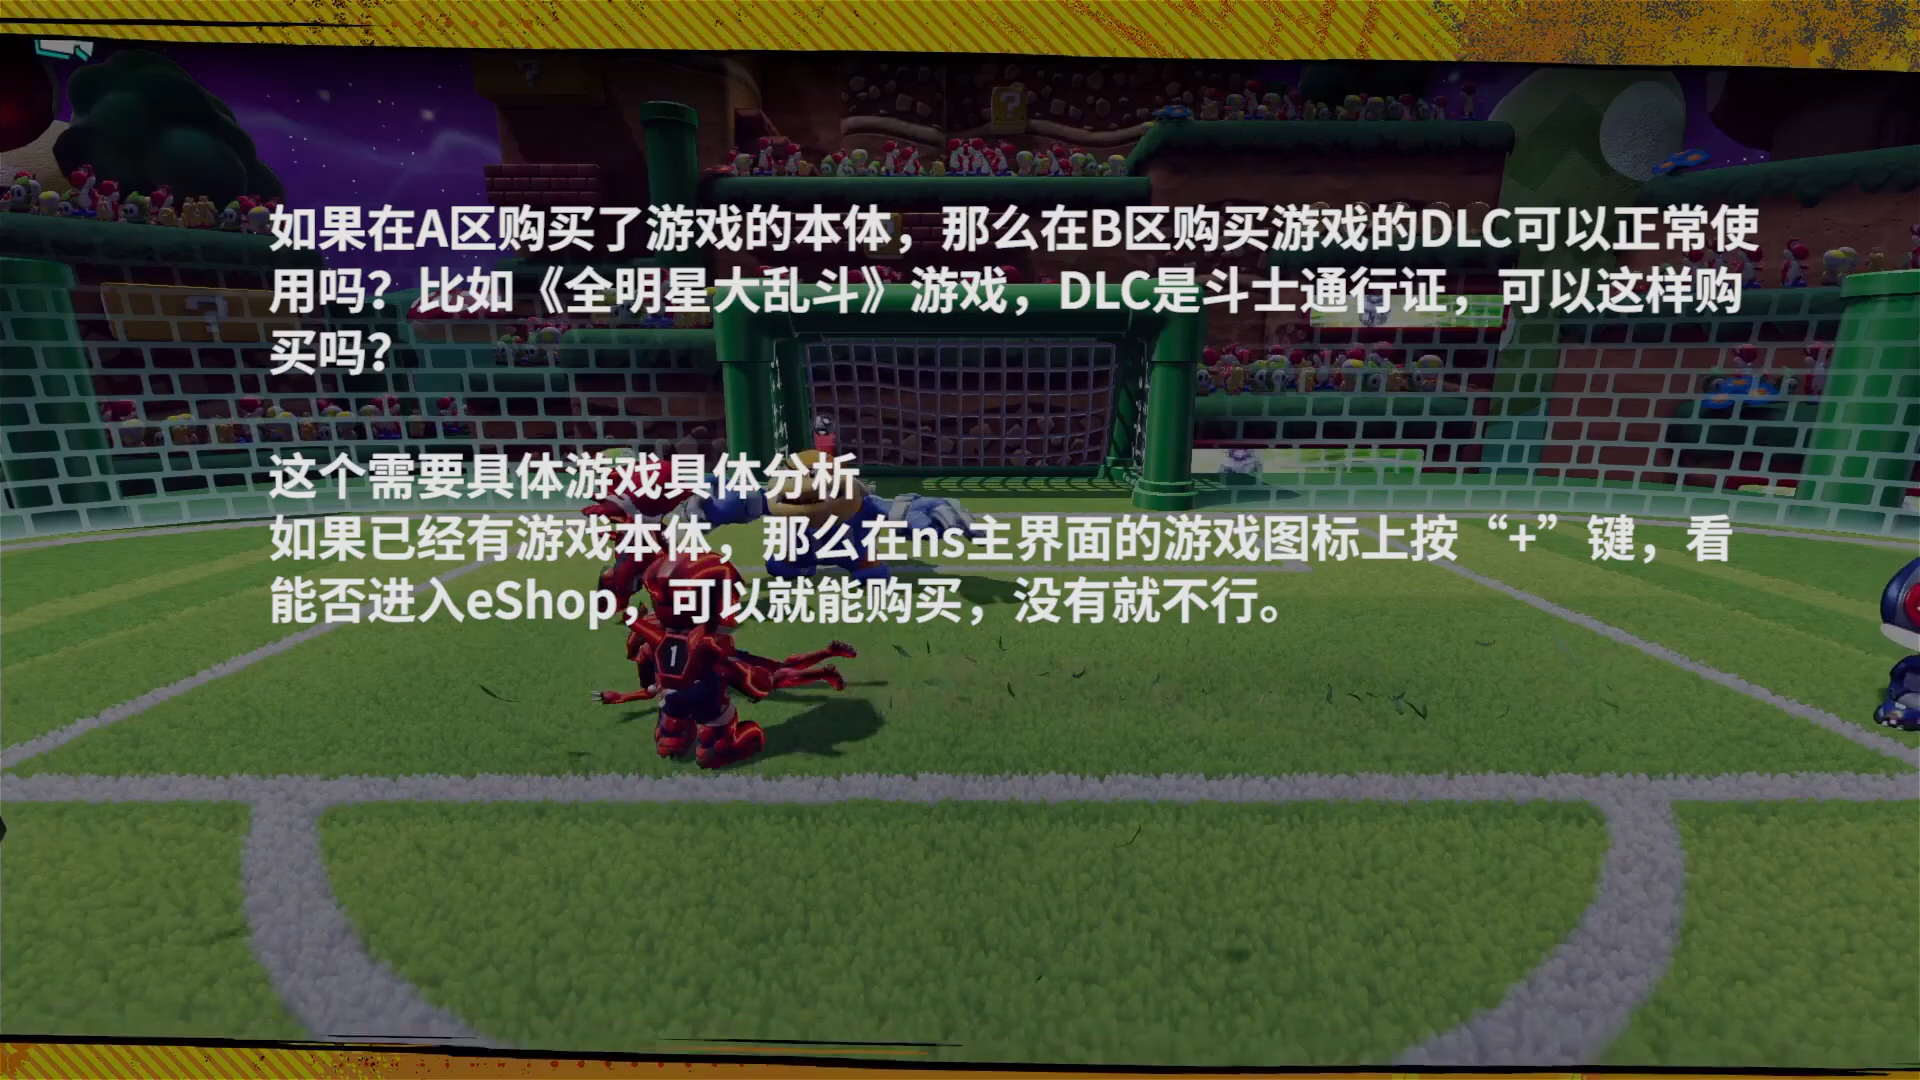 如果在A区购买了游戏的本体，那么在B区购买游戏的DLC可以正常使
用吗？比如《全明星大乱斗》游戏，DLC是斗士通行证，可以这样购
买吗？
这个需要具体游戏具体分析
如果已经有游戏本体，那么在ns主界面的游戏图标上按“+”键，看
能否进入eShop，可以就能购买，没有就不行。
1